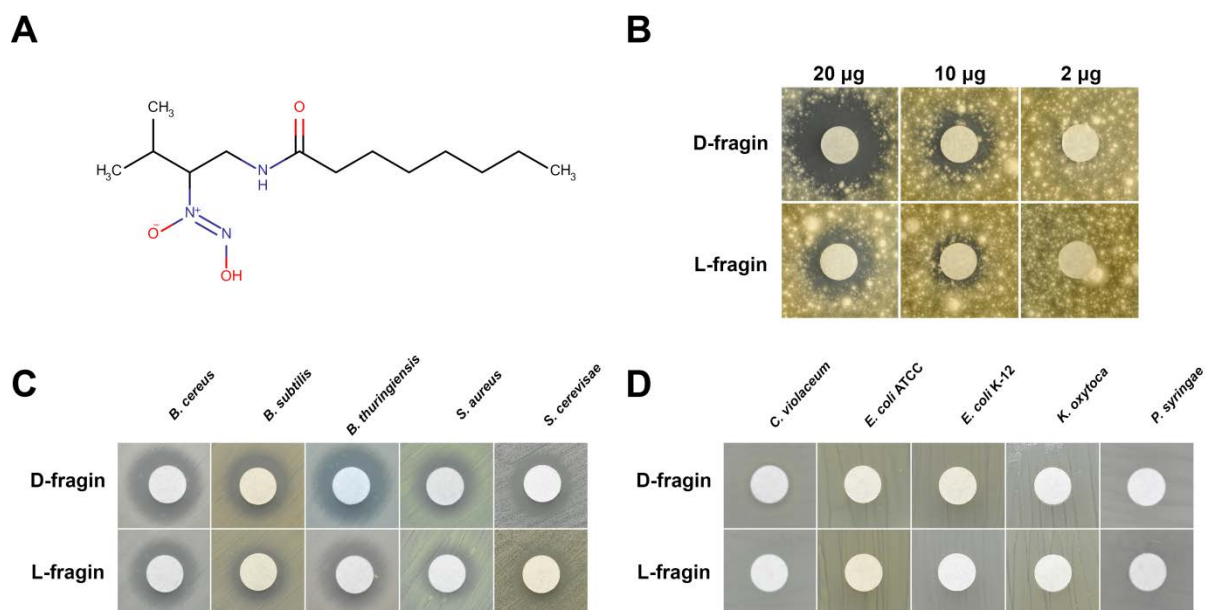 A
CH₃
H₃C
O
N
H
CH₃
O⁻
N⁺
N
OH
B
20 µg 10 µg 2 µg
D-fragin
L-fragin
C
B. cereus
B. subtilis
B. thuringiensis
S. aureus
S. cerevisae
D-fragin
L-fragin
D
C. violaceum
E. coli ATCC
E. coli K-12
K. oxytoca
P. syringae
D-fragin
L-fragin